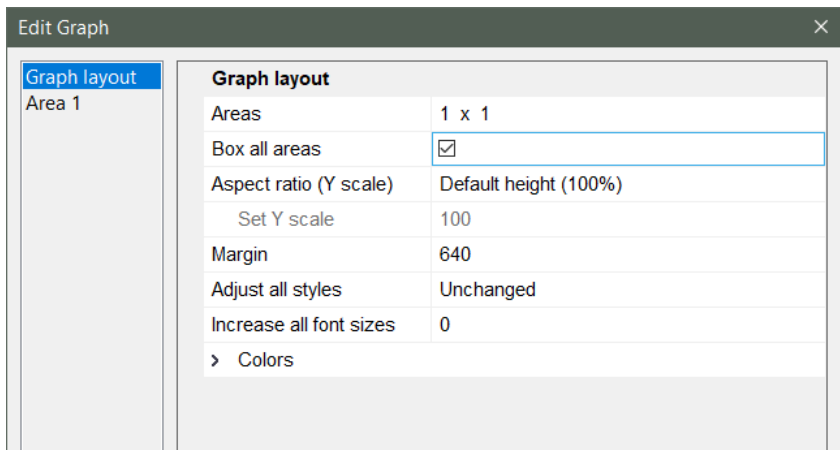 Edit Graph
Graph layout
Area 1
Graph layout
Areas 1 x 1
Box all areas
Aspect ratio (Y scale) Default height (100%)
Set Y scale 100
Margin 640
Adjust all styles Unchanged
Increase all font sizes 0
Colors